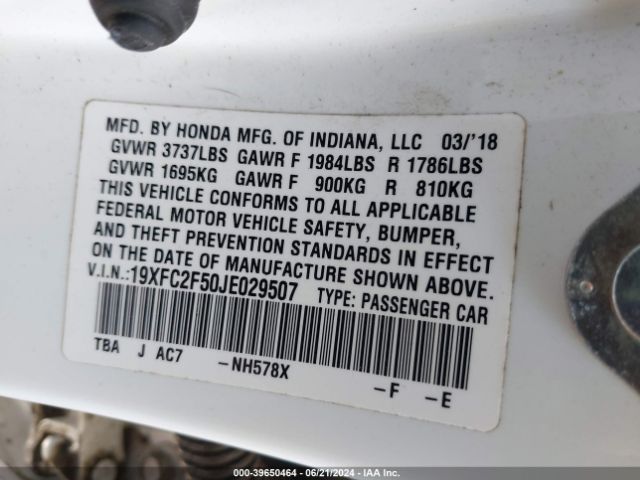 MFD. BY HONDA MFG. OF INDIANA, LLC 03/'18
GVWR 3737LBS GAWR F 1984LBS R 1786LBS
GVWR 1695KG GAWR F 900KG R 810KG
THIS VEHICLE CONFORMS TO ALL APPLICABLE
FEDERAL MOTOR VEHICLE SAFETY, BUMPER,
AND THEFT PREVENTION STANDARDS IN EFFECT
ON THE DATE OF MANUFACTURE SHOWN ABOVE.
V.I.N.:19XFC2F50JE029507 TYPE: PASSENGER CAR
TBA J AC7 -NH578X -F -E
000-39650464 - 06/21/2024 - IAA Inc.